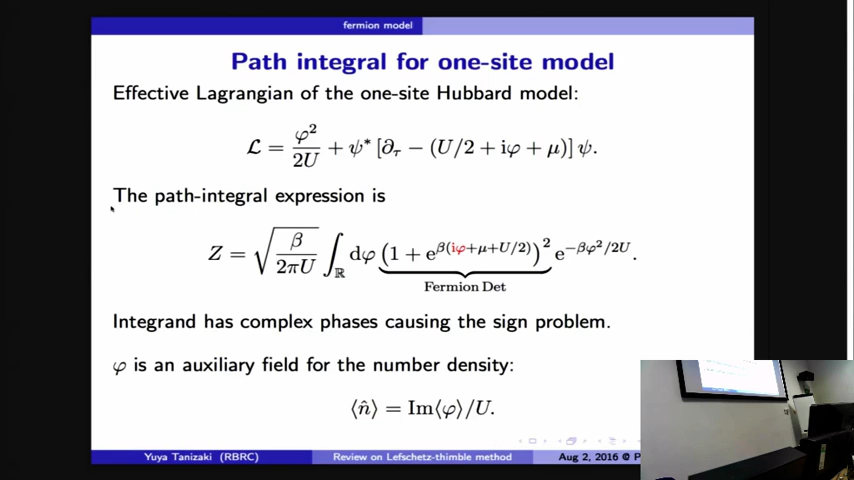 fermion model
Path integral for one-site model
Effective Lagrangian of the one-site Hubbard model:
ℒ = φ²/2U + ψ* [∂τ − (U/2 + iφ + μ)] ψ.
The path-integral expression is
Z = √(β/2πU) ∫ℝ dφ (1 + e^{β(iφ+μ+U/2)})² e^{−βφ²/2U}.
Fermion Det
Integrand has complex phases causing the sign problem.
φ is an auxiliary field for the number density:
⟨n̂⟩ = Im⟨φ⟩/U.
Yuya Tanizaki (RBRC) Review on Lefschetz-thimble method Aug 2, 2016 @ P